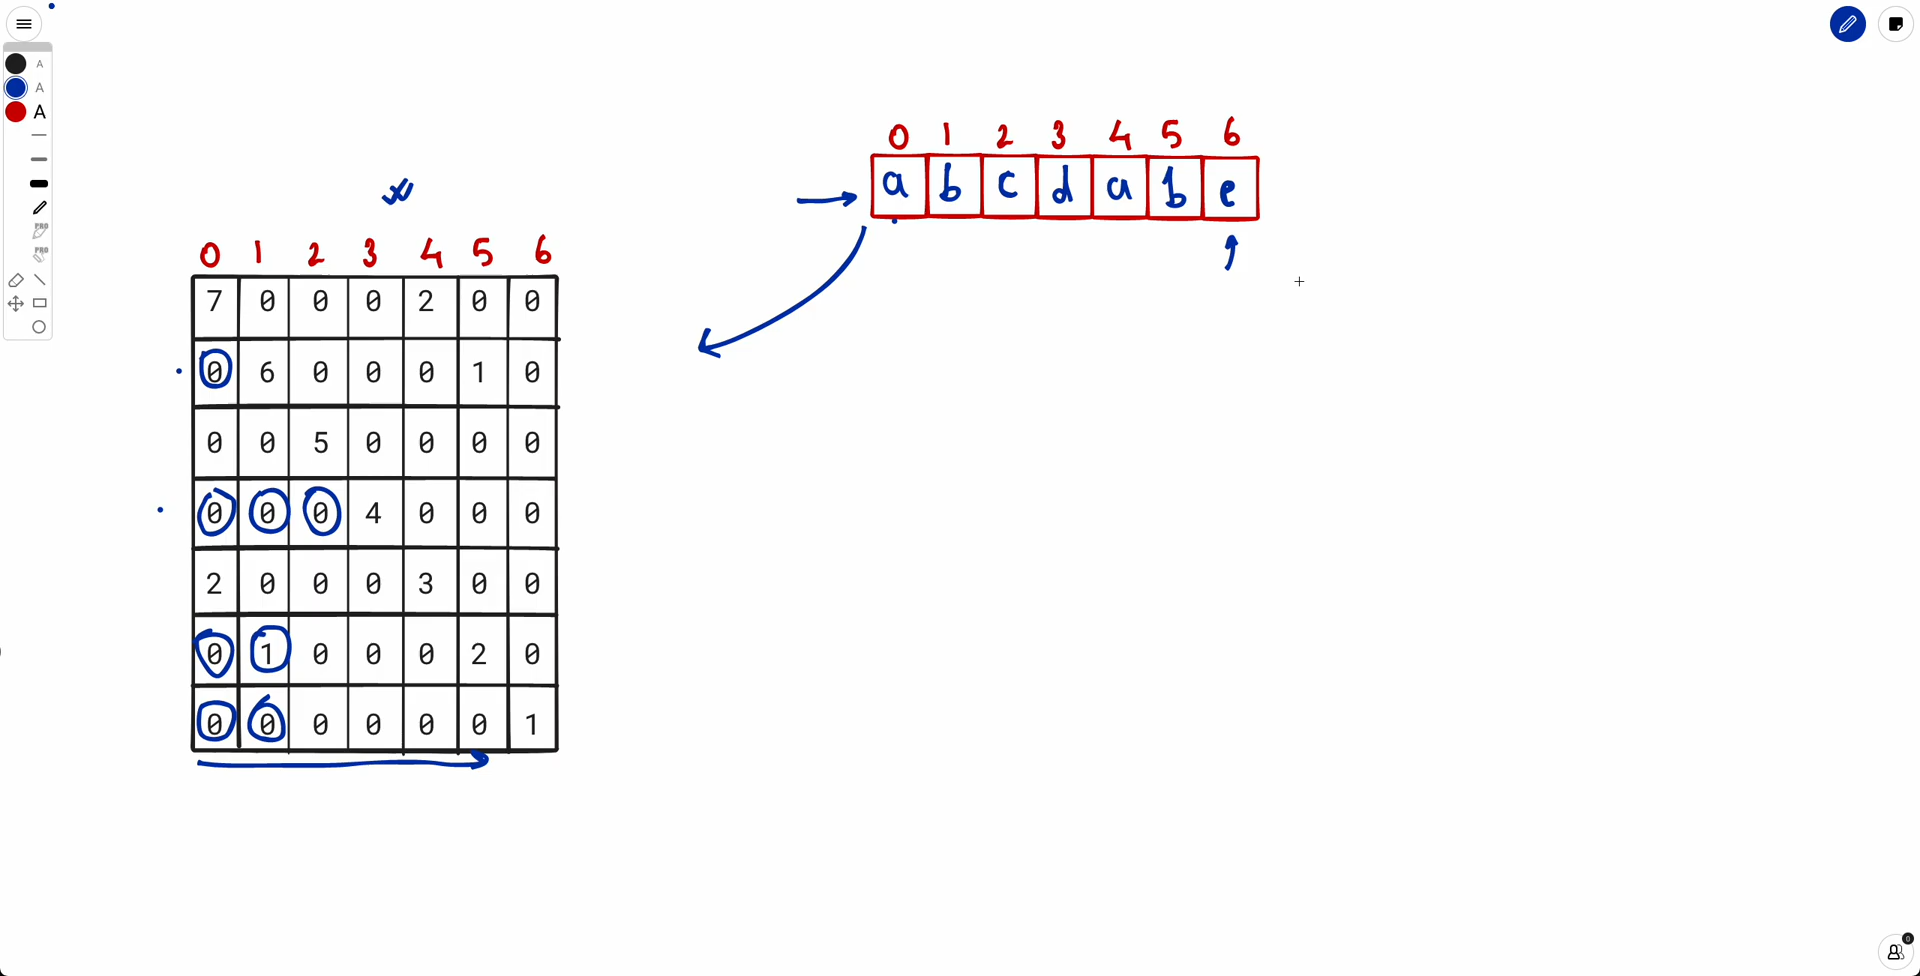 A
A
A
PRO
PRO
0 1 2 3 4 5 6
a b c d a b e
0 1 2 3 4 5 6
7 0 0 0 2 0 0
0 6 0 0 0 1 0
0 0 5 0 0 0 0
0 0 0 4 0 0 0
2 0 0 0 3 0 0
0 1 0 0 0 2 0
0 0 0 0 0 0 1
0